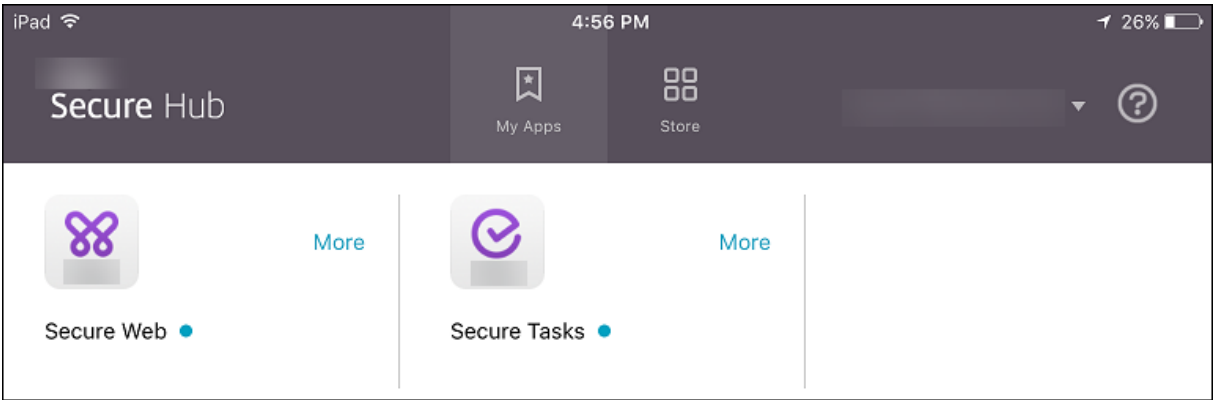 iPad 4:56 PM 26%
Secure Hub
My Apps Store
?
More More
Secure Web Secure Tasks